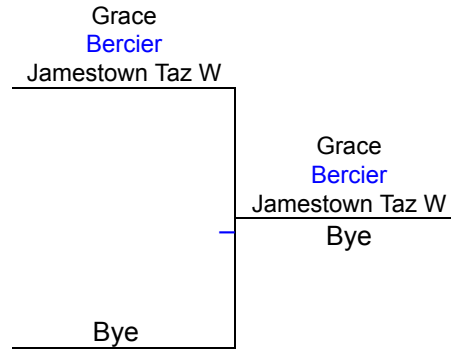 Grace
Bercier
Jamestown Taz W
Grace
Bercier
Jamestown Taz W
Bye
Bye